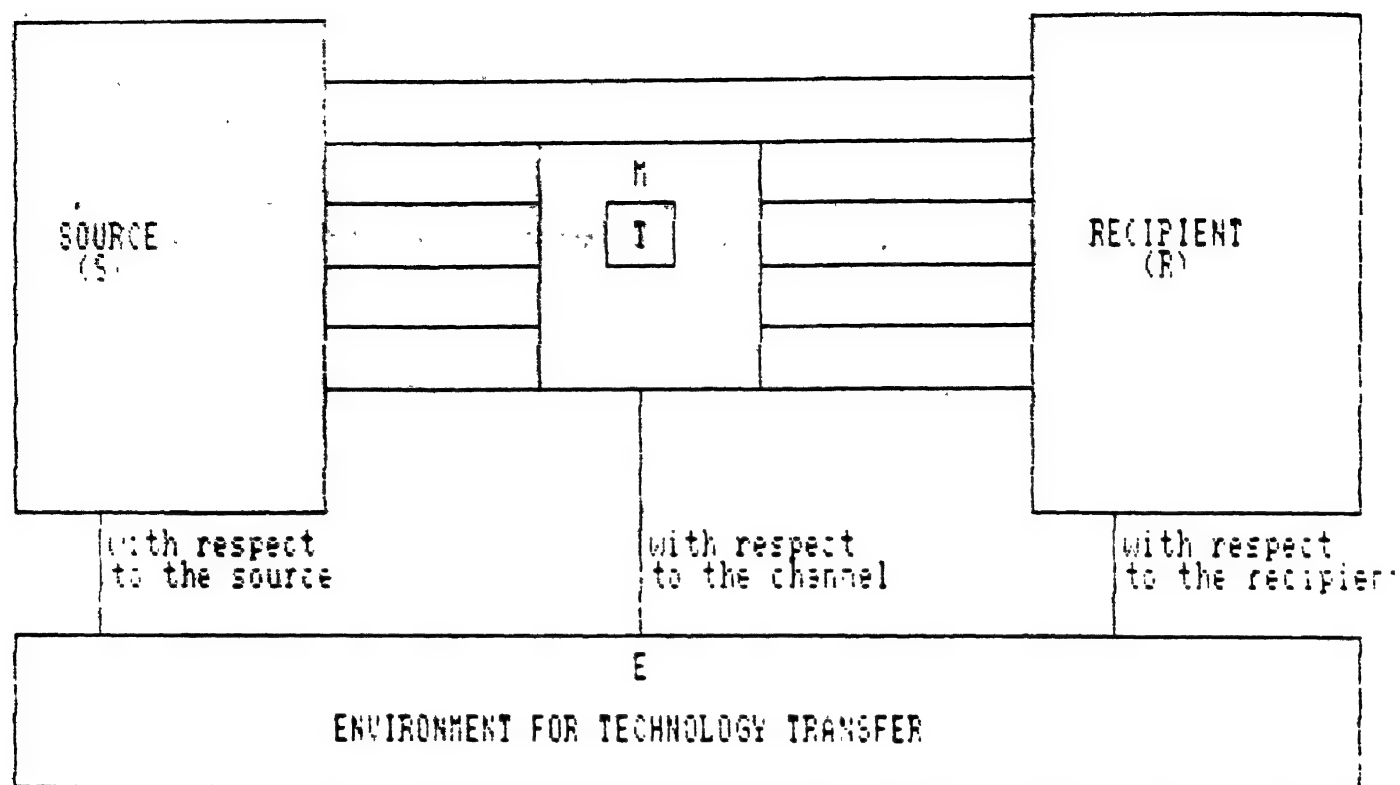 M
SOURCE
(S)
T
RECIPIENT
(R)
with respect
to the source
with respect
to the channel
with respect
to the recipient
E
ENVIRONMENT FOR TECHNOLOGY TRANSFER